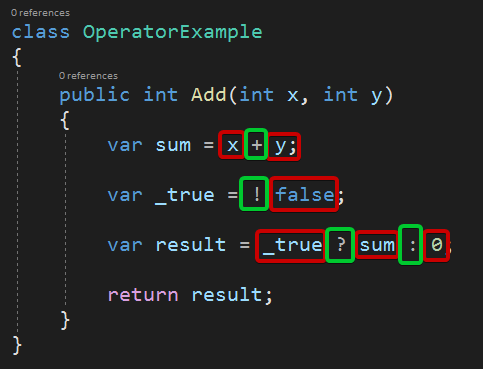 0 references
class OperatorExample
{
0 references
public int Add(int x, int y)
{
var sum = x + y;
var _true = ! false;
var result = _true ? sum : 0;
return result;
}
}